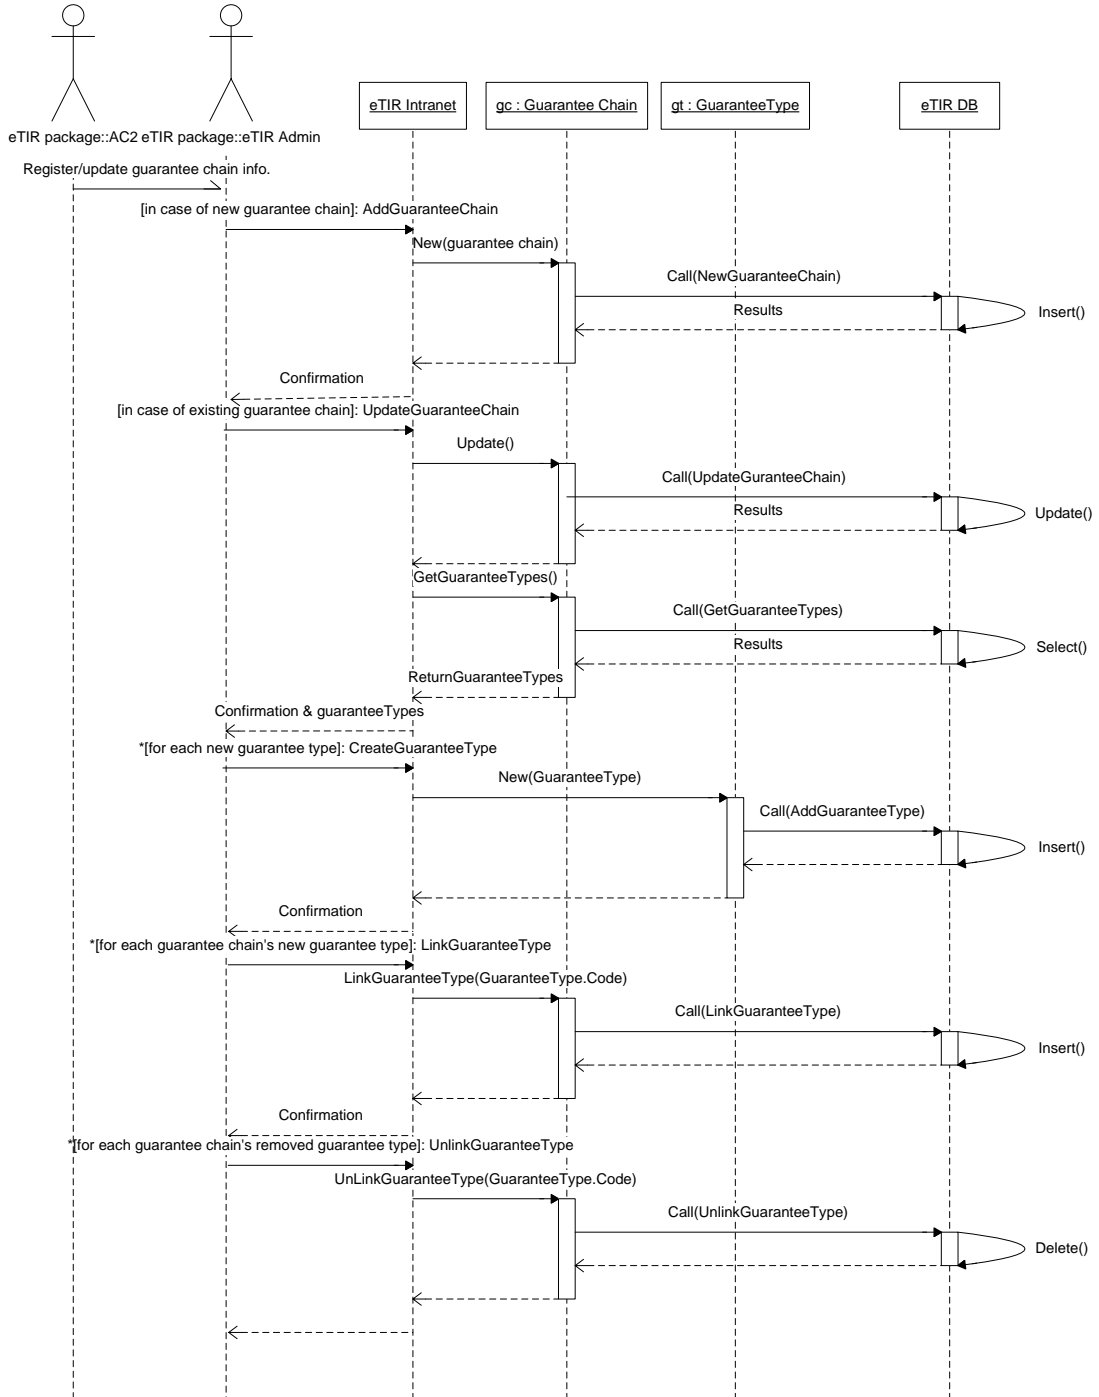 eTIR Intranet
gc : Guarantee Chain
gt : GuaranteeType
eTIR DB
eTIR package::AC2
eTIR package::eTIR Admin
Register/update guarantee chain info.
[in case of new guarantee chain]: AddGuaranteeChain
New(guarantee chain)
Call(NewGuaranteeChain)
Results
Insert()
Confirmation
[in case of existing guarantee chain]: UpdateGuaranteeChain
Update()
Call(UpdateGuranteeChain)
Results
Update()
GetGuaranteeTypes()
Call(GetGuaranteeTypes)
Results
Select()
ReturnGuaranteeTypes
Confirmation & guaranteeTypes
*[for each new guarantee type]: CreateGuaranteeType
New(GuaranteeType)
Call(AddGuaranteeType)
Insert()
Confirmation
*[for each guarantee chain's new guarantee type]: LinkGuaranteeType
LinkGuaranteeType(GuaranteeType.Code)
Call(LinkGuaranteeType)
Insert()
Confirmation
*[for each guarantee chain's removed guarantee type]: UnlinkGuaranteeType
UnLinkGuaranteeType(GuaranteeType.Code)
Call(UnlinkGuaranteeType)
Delete()